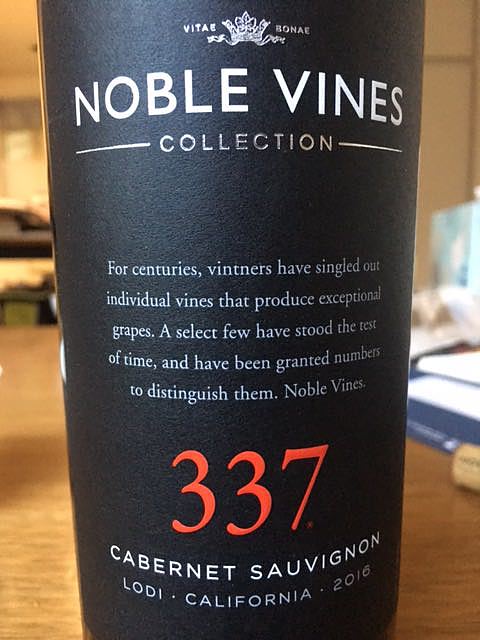 VITAE BONAE
NOBLE VINES
COLLECTION
For centuries, vintners have singled out
individual vines that produce exceptional
grapes. A select few have stood the test
of time, and have been granted numbers
to distinguish them. Noble Vines.
337
CABERNET SAUVIGNON
LODI · CALIFORNIA · 2016